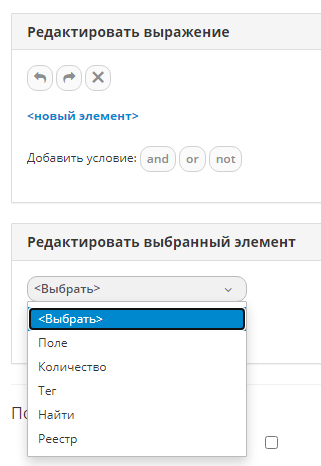 Редактировать выражение
<новый элемент>
Добавить условие: and or not
Редактировать выбранный элемент
<Выбрать>
<Выбрать>
Поле
Количество
Тег
Найти
Реестр